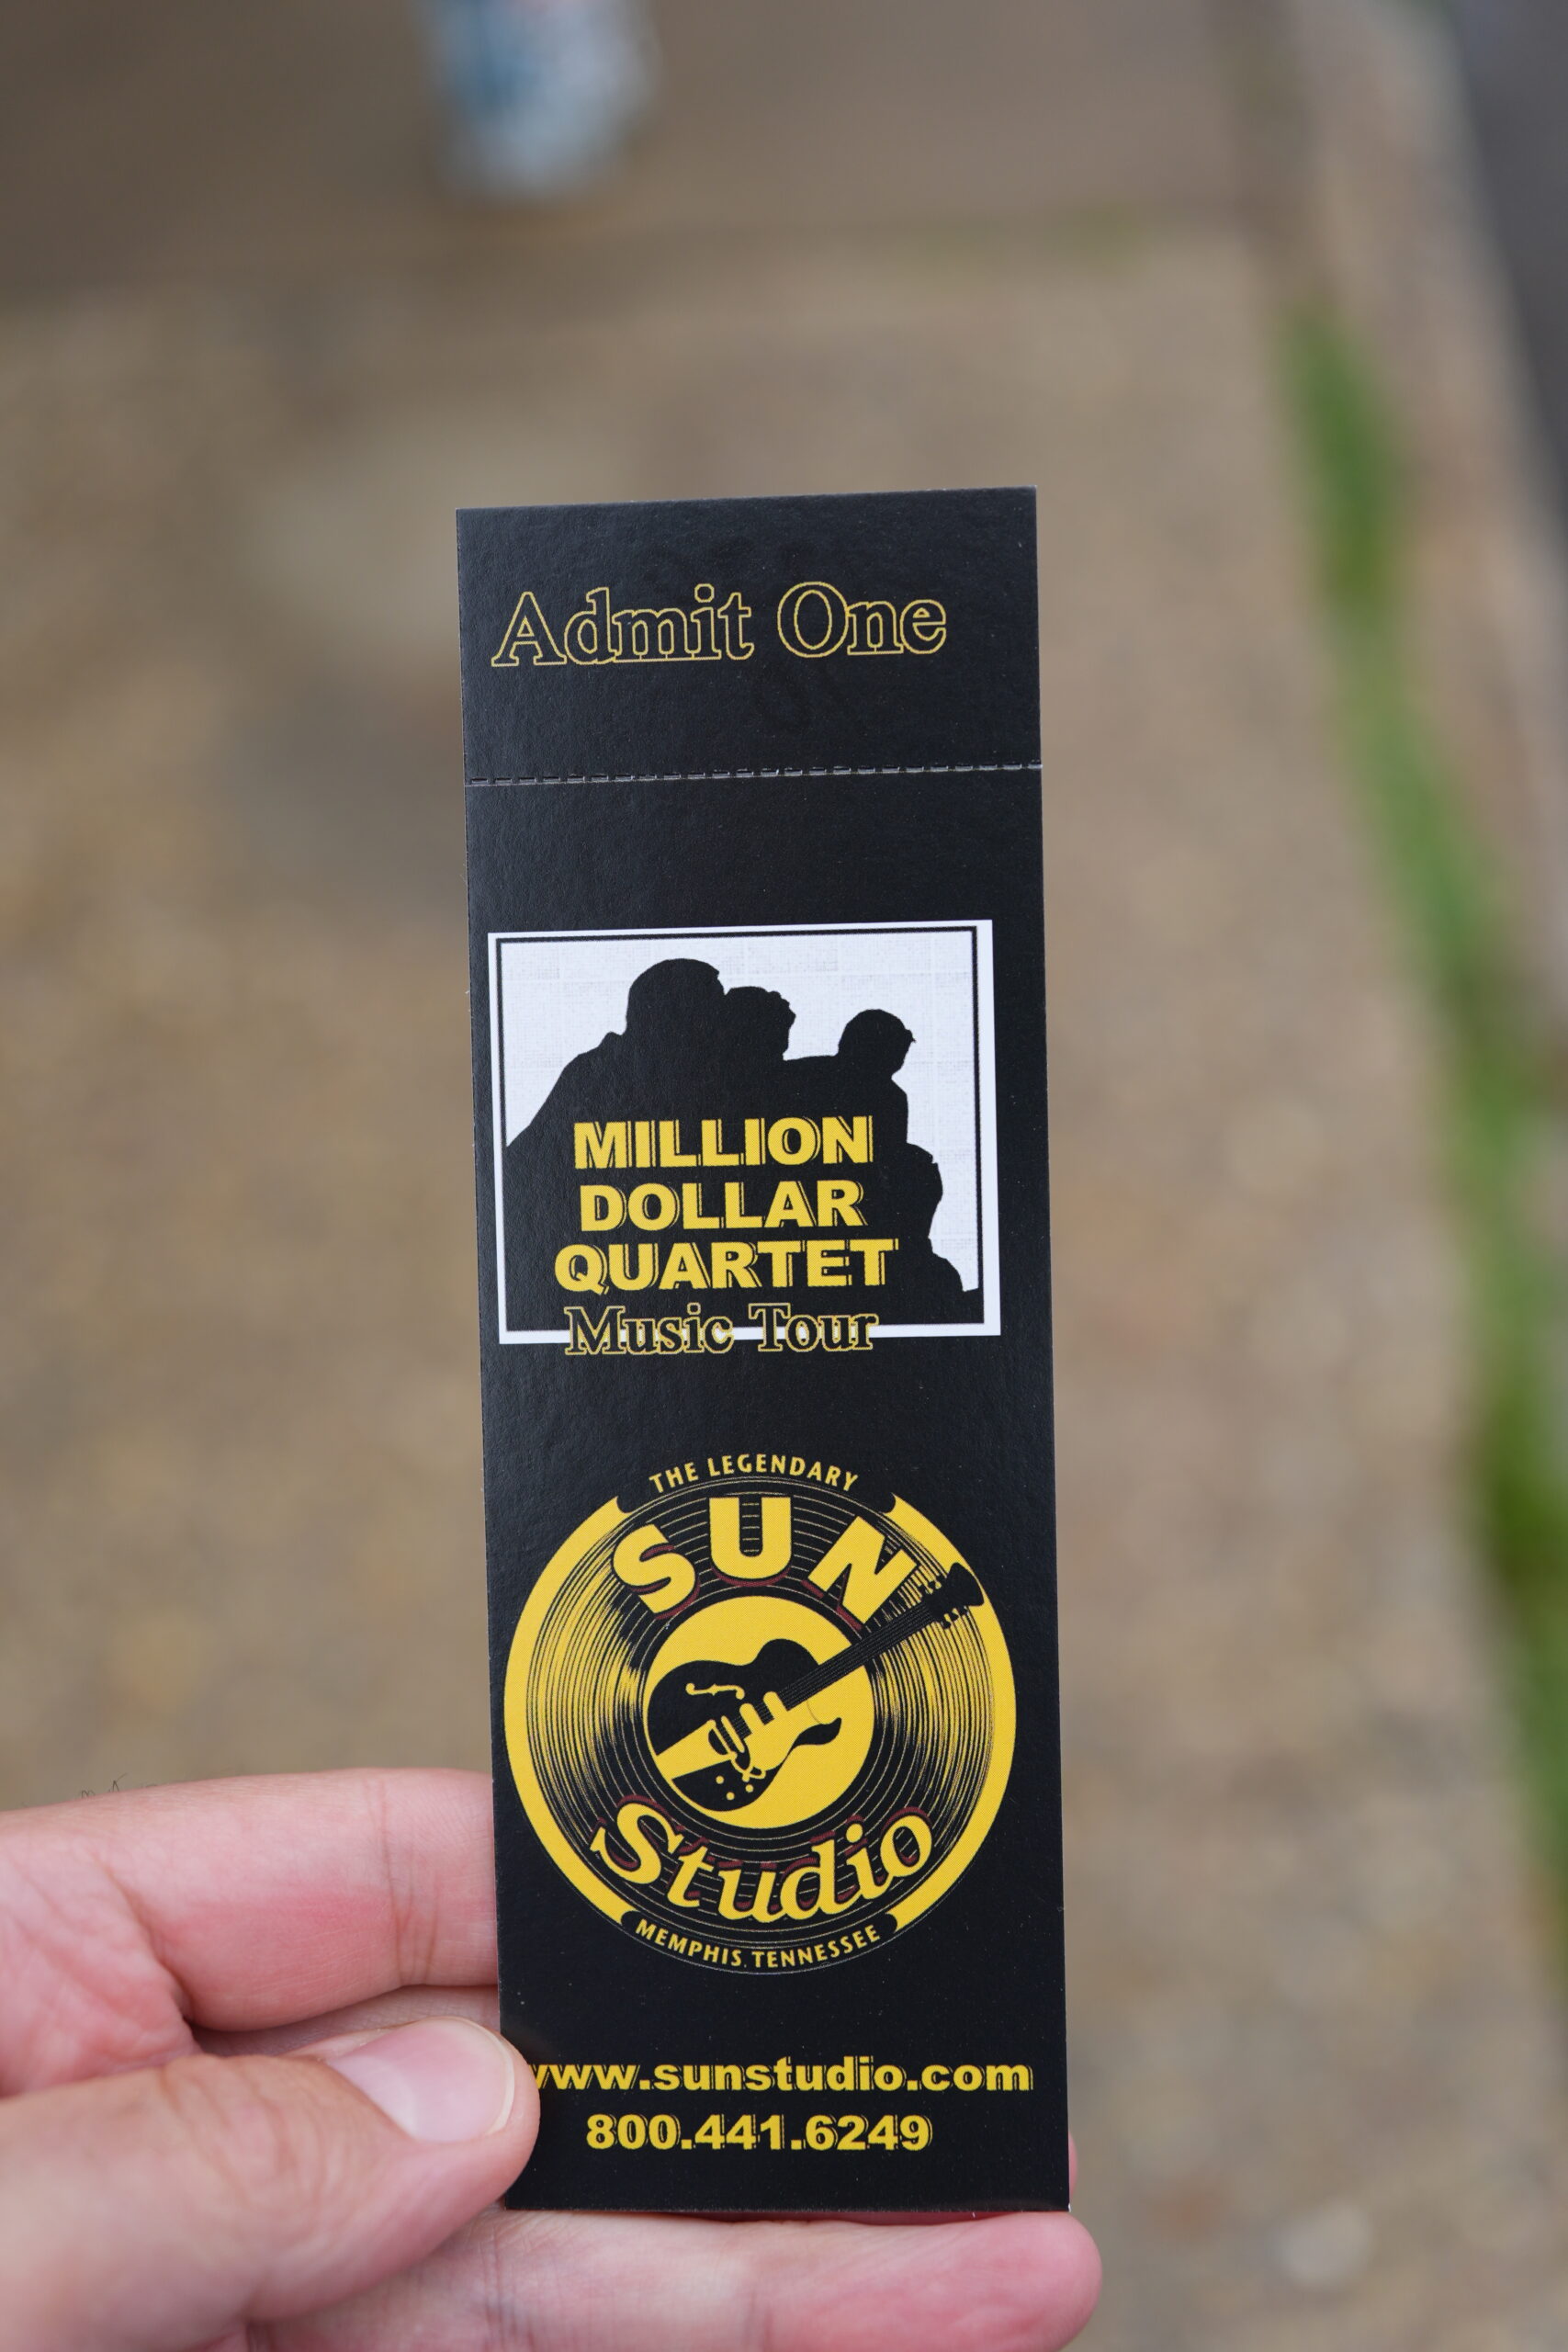 Admit One
MILLION
DOLLAR
QUARTET
Music Tour
THE LEGENDARY
SUN
Studio
MEMPHIS, TENNESSEE
www.sunstudio.com
800.441.6249